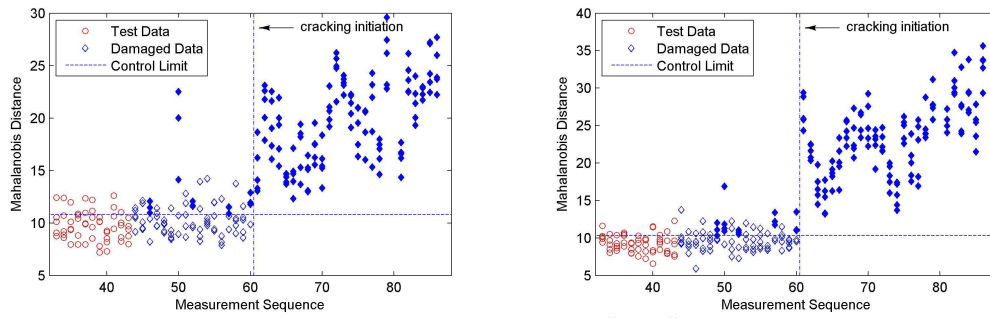 30
25
20
15
10
5
Mahalanobis Distance
Test Data
Damaged Data
Control Limit
cracking initiation
40 50 60 70 80
Measurement Sequence
40
35
30
25
20
15
10
5
Mahalanobis Distance
Test Data
Damaged Data
Control Limit
cracking initiation
40 50 60 70 80
Measurement Sequence